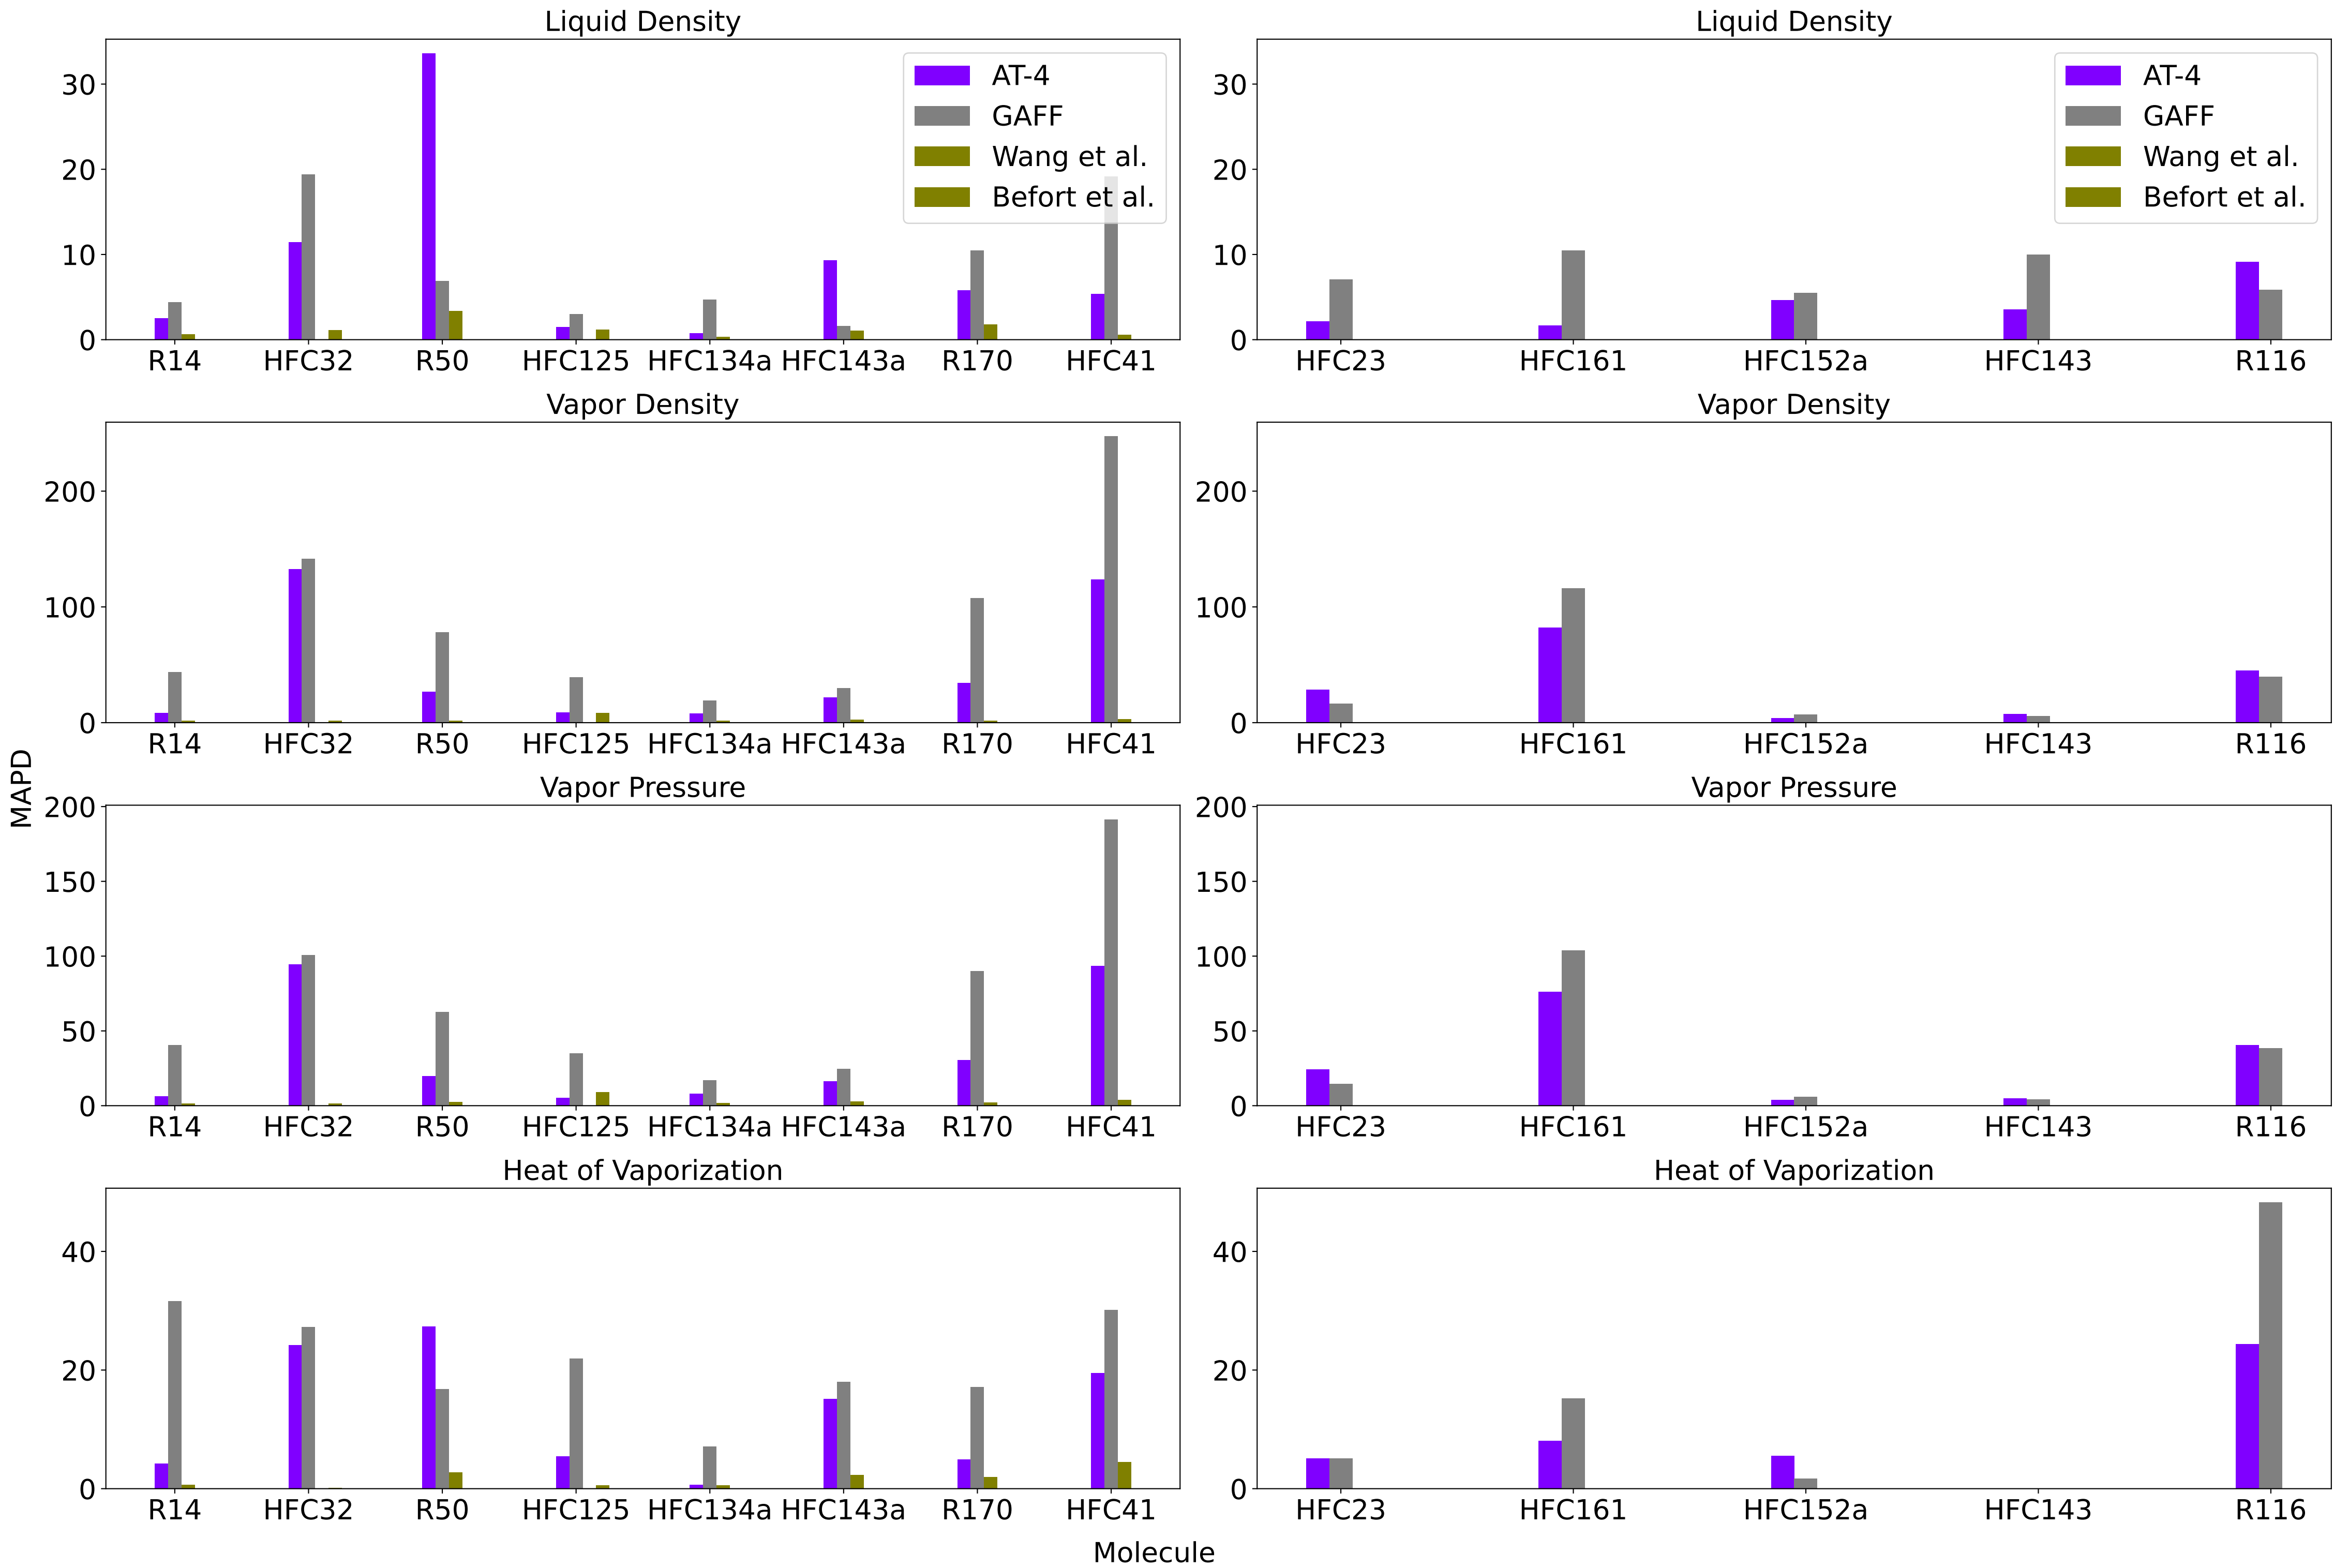 Liquid Density
Liquid Density
30
20
10
0
AT-4
GAFF
Wang et al.
Befort et al.
R14 HFC32 R50 HFC125 HFC134a HFC143a R170 HFC41
30
20
10
0
AT-4
GAFF
Wang et al.
Befort et al.
HFC23 HFC161 HFC152a HFC143 R116
Vapor Density
Vapor Density
200
100
0
R14 HFC32 R50 HFC125 HFC134a HFC143a R170 HFC41
200
100
0
HFC23 HFC161 HFC152a HFC143 R116
MAPD
Vapor Pressure
Vapor Pressure
200
150
100
50
0
R14 HFC32 R50 HFC125 HFC134a HFC143a R170 HFC41
200
150
100
50
0
HFC23 HFC161 HFC152a HFC143 R116
Heat of Vaporization
Heat of Vaporization
40
20
0
R14 HFC32 R50 HFC125 HFC134a HFC143a R170 HFC41
40
20
0
HFC23 HFC161 HFC152a HFC143 R116
Molecule